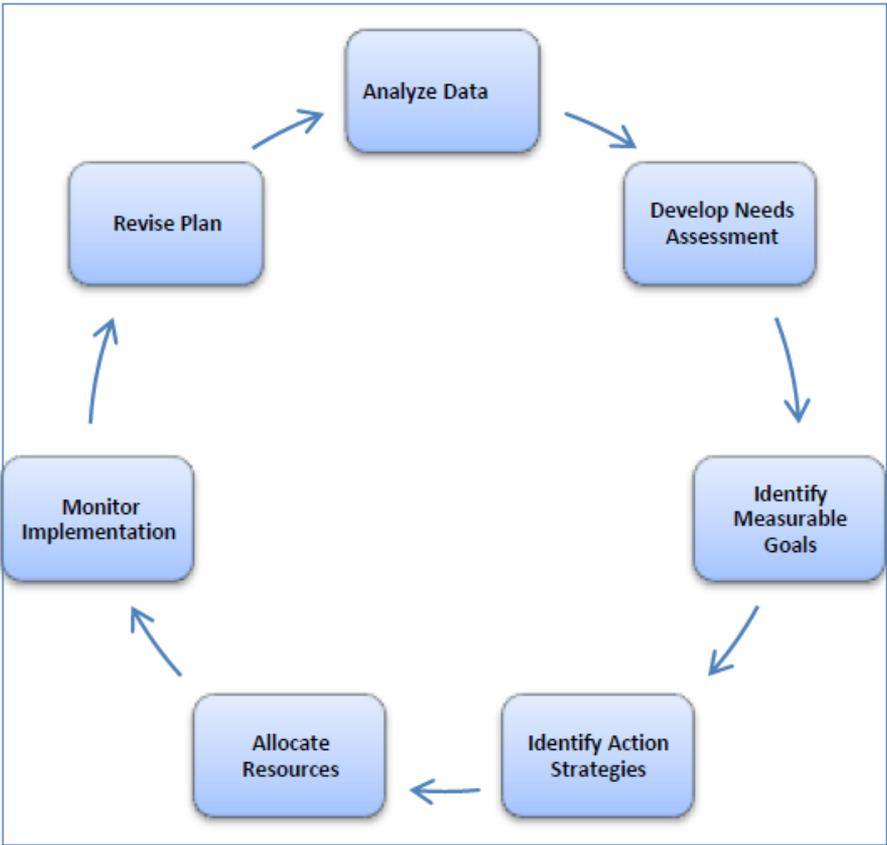 Analyze Data
Develop Needs
Assessment
Identify
Measurable
Goals
Identify Action
Strategies
Allocate
Resources
Monitor
Implementation
Revise Plan